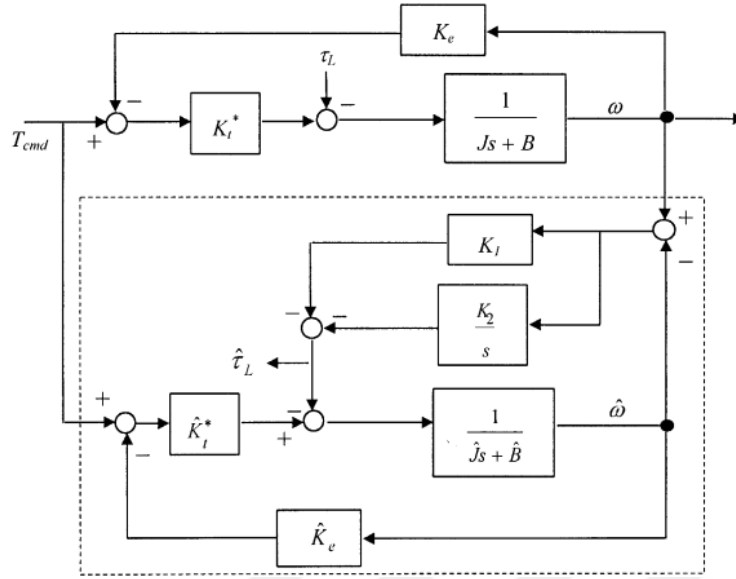 K_e
τ_L
−
−
+
T_cmd
K_t*
1
Js + B
ω
+
−
K_1
−
−
K_2
s
τ̂_L
+
−
K̂_t*
+
−
1
Ĵs + B̂
ω̂
K̂_e